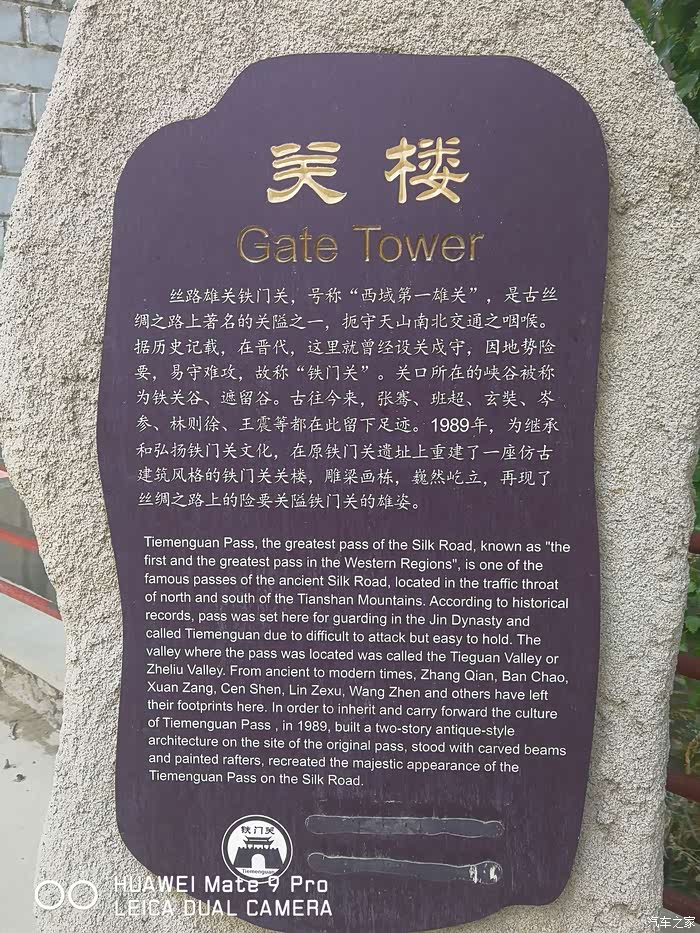 关楼
Gate Tower
丝路雄关铁门关，号称“西域第一雄关”，是古丝
绸之路上著名的关隘之一，扼守天山南北交通之咽喉。
据历史记载，在晋代，这里就曾经设关戍守，因地势险
要，易守难攻，故称“铁门关”。关口所在的峡谷被称
为铁关谷、遮留谷。古往今来，张骞、班超、玄奘、岑
参、林则徐、王震等都在此留下足迹。1989年，为继承
和弘扬铁门关文化，在原铁门关遗址上重建了一座仿古
建筑风格的铁门关关楼，雕梁画栋，巍然屹立，再现了
丝绸之路上的险要关隘铁门关的雄姿。
Tiemenguan Pass, the greatest pass of the Silk Road, known as "the
first and the greatest pass in the Western Regions", is one of the
famous passes of the ancient Silk Road, located in the traffic throat
of north and south of the Tianshan Mountains. According to historical
records, pass was set here for guarding in the Jin Dynasty and
called Tiemenguan due to difficult to attack but easy to hold. The
valley where the pass was located was called the Tieguan Valley or
Zheliu Valley. From ancient to modern times, Zhang Qian, Ban Chao,
Xuan Zang, Cen Shen, Lin Zexu, Wang Zhen and others have left
their footprints here. In order to inherit and carry forward the culture
of Tiemenguan Pass , in 1989, built a two-story antique-style
architecture on the site of the original pass, stood with carved beams
and painted rafters, recreated the majestic appearance of the
Tiemenguan Pass on the Silk Road.
铁门关
Tiemenguan
HUAWEI Mate 9 Pro
LEICA DUAL CAMERA
汽车之家